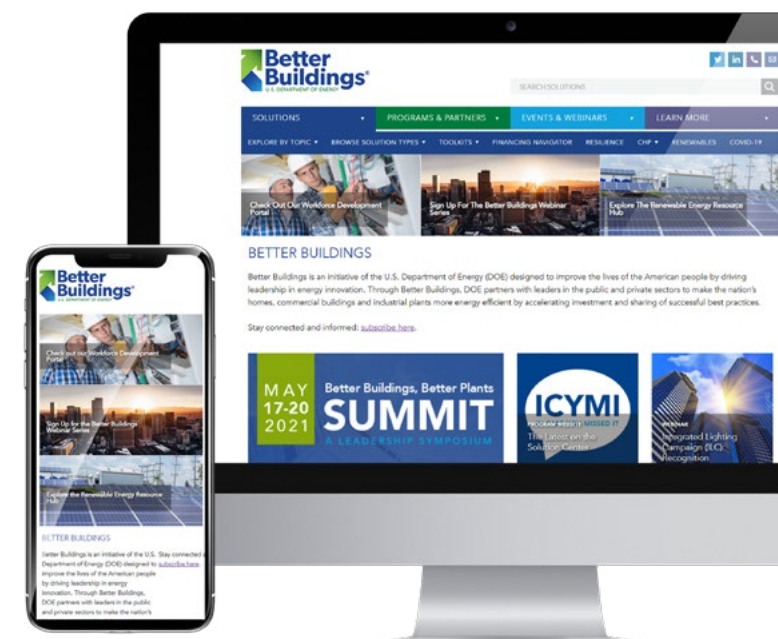 Better
Buildings®
U.S. DEPARTMENT OF ENERGY
SEARCH SOLUTIONS
SOLUTIONS
PROGRAMS & PARTNERS
EVENTS & WEBINARS
LEARN MORE
EXPLORE BY TOPIC
BROWSE SOLUTION TYPES
TOOLKITS
FINANCING NAVIGATOR
RESILIENCE
CHP
RENEWABLES
COVID-19
Check Out Our Workforce Development
Portal
Sign Up For The Better Buildings Webinar
Series
Explore The Renewable Energy Resource
Hub
BETTER BUILDINGS
Better Buildings is an initiative of the U.S. Department of Energy (DOE) designed to improve the lives of the American people by driving
leadership in energy innovation. Through Better Buildings, DOE partners with leaders in the public and private sectors to make the nation's
homes, commercial buildings and industrial plants more energy efficient by accelerating investment and sharing of successful best practices.
Stay connected and informed: subscribe here.
MAY
17-20
2021
Better Buildings, Better Plants
SUMMIT
A LEADERSHIP SYMPOSIUM
ICYMI
MISSED IT
The Latest on the
Solution Center
WEBINAR
Integrated Lighting
Campaign (ILC)
Recognition
Better
Buildings®
U.S. DEPARTMENT OF ENERGY
Check out our Workforce Development
Portal
Sign Up for the Better Buildings
Webinar Series
Explore the Renewable Energy Resource
Hub
BETTER BUILDINGS
Better Buildings is an initiative of the U.S. Stay connected
Department of Energy (DOE) designed to subscribe here
improve the lives of the American people
by driving leadership in energy
innovation. Through Better Buildings,
DOE partners with leaders in the public
and private sectors to make the nation's